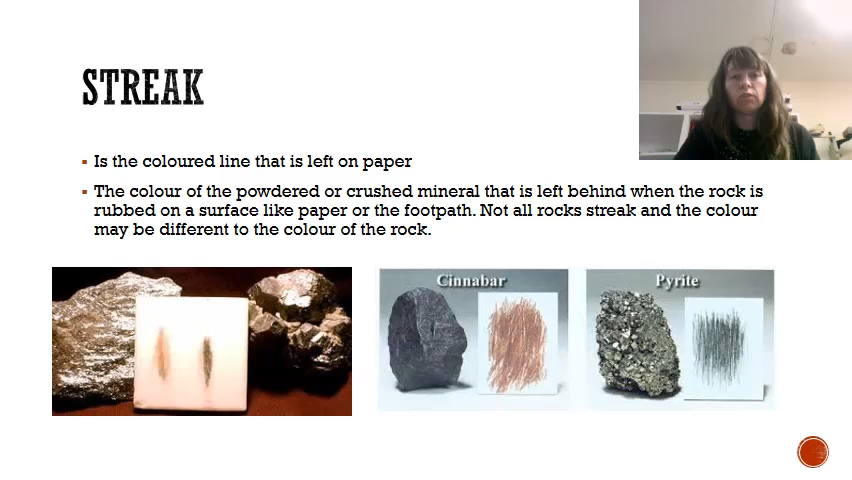 STREAK
Is the coloured line that is left on paper
The colour of the powdered or crushed mineral that is left behind when the rock is
rubbed on a surface like paper or the footpath. Not all rocks streak and the colour
may be different to the colour of the rock.
Cinnabar
Pyrite